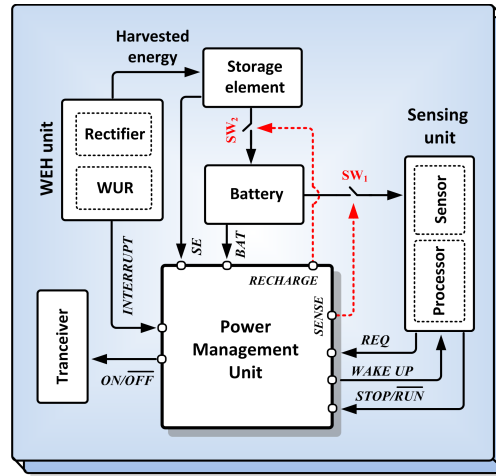 Harvested
energy
Storage
element
Sensing
unit
WEH unit
Rectifier
WUR
SW2
SW1
Battery
Sensor
Processor
INTERRUPT
SE
BAT
RECHARGE
SENSE
Power
Management
Unit
Tranceiver
ON/OFF
REQ
WAKE UP
STOP/RUN